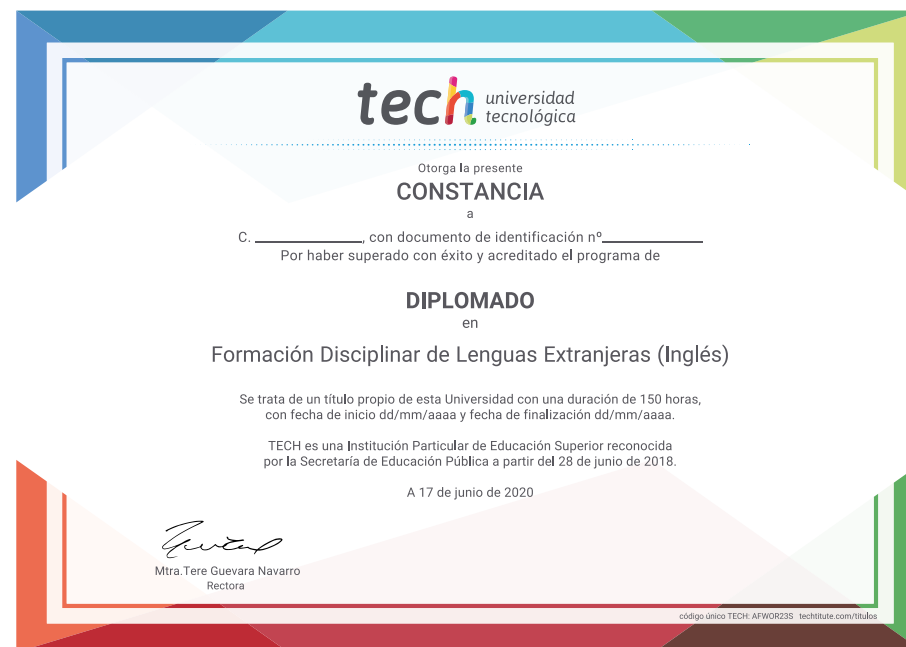 tech universidad
tecnológica
Otorga la presente
CONSTANCIA
a
C. ____________, con documento de identificación nº____________
Por haber superado con éxito y acreditado el programa de
DIPLOMADO
en
Formación Disciplinar de Lenguas Extranjeras (Inglés)
Se trata de un título propio de esta Universidad con una duración de 150 horas,
con fecha de inicio dd/mm/aaaa y fecha de finalización dd/mm/aaaa.
TECH es una Institución Particular de Educación Superior reconocida
por la Secretaría de Educación Pública a partir del 28 de junio de 2018.
A 17 de junio de 2020
Mtra.Tere Guevara Navarro
Rectora
código único TECH: AFWOR23S techtitute.com/titulos